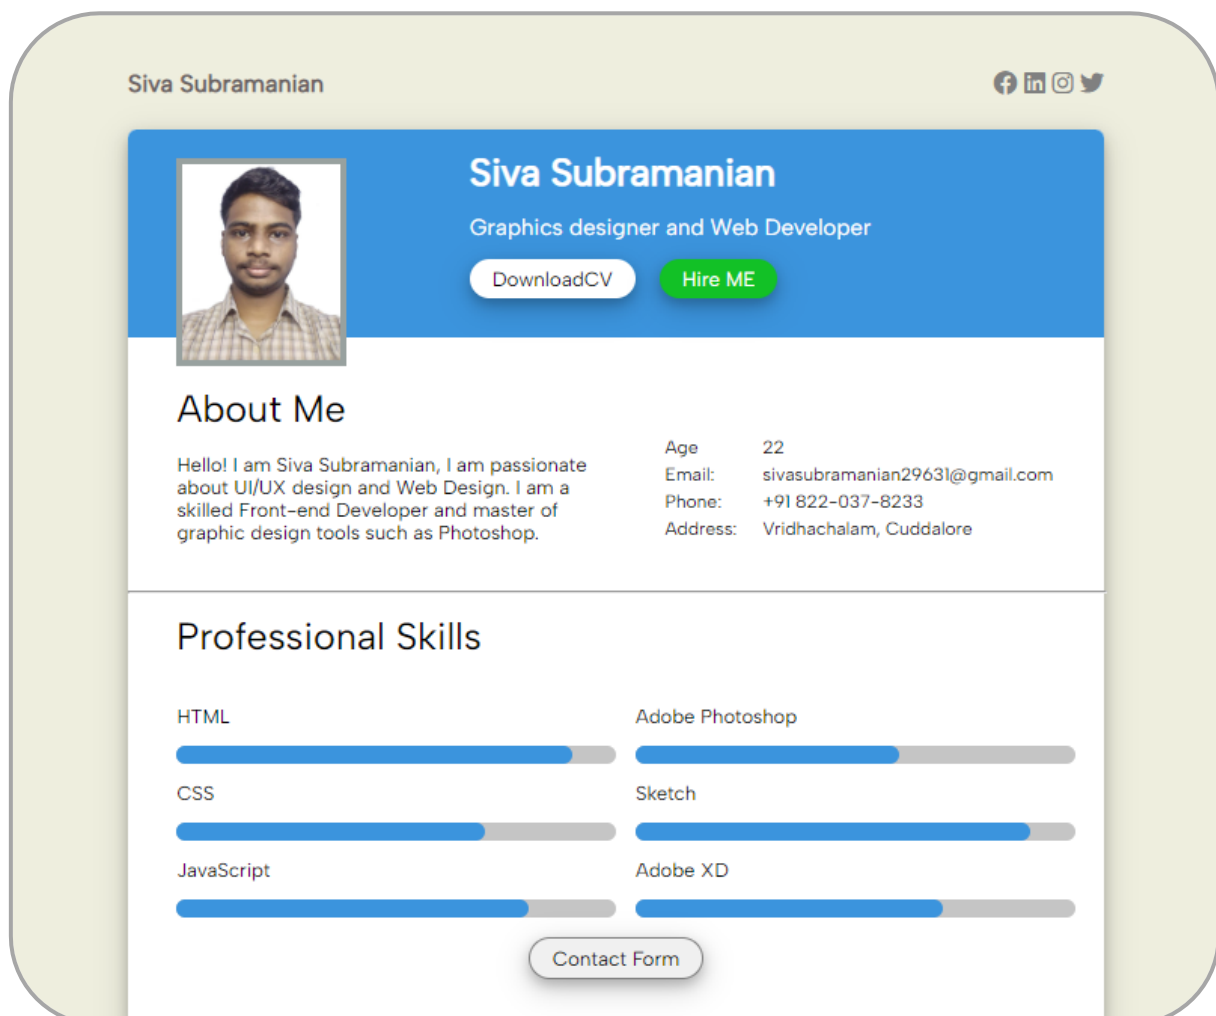 Siva Subramanian
Siva Subramanian
Graphics designer and Web Developer
DownloadCV Hire ME
About Me
Hello! I am Siva Subramanian, I am passionate
about UI/UX design and Web Design. I am a
skilled Front-end Developer and master of
graphic design tools such as Photoshop.
Age 22
Email: sivasubramanian29631@gmail.com
Phone: +91 822-037-8233
Address: Vridhachalam, Cuddalore
Professional Skills
HTML Adobe Photoshop
CSS Sketch
JavaScript Adobe XD
Contact Form